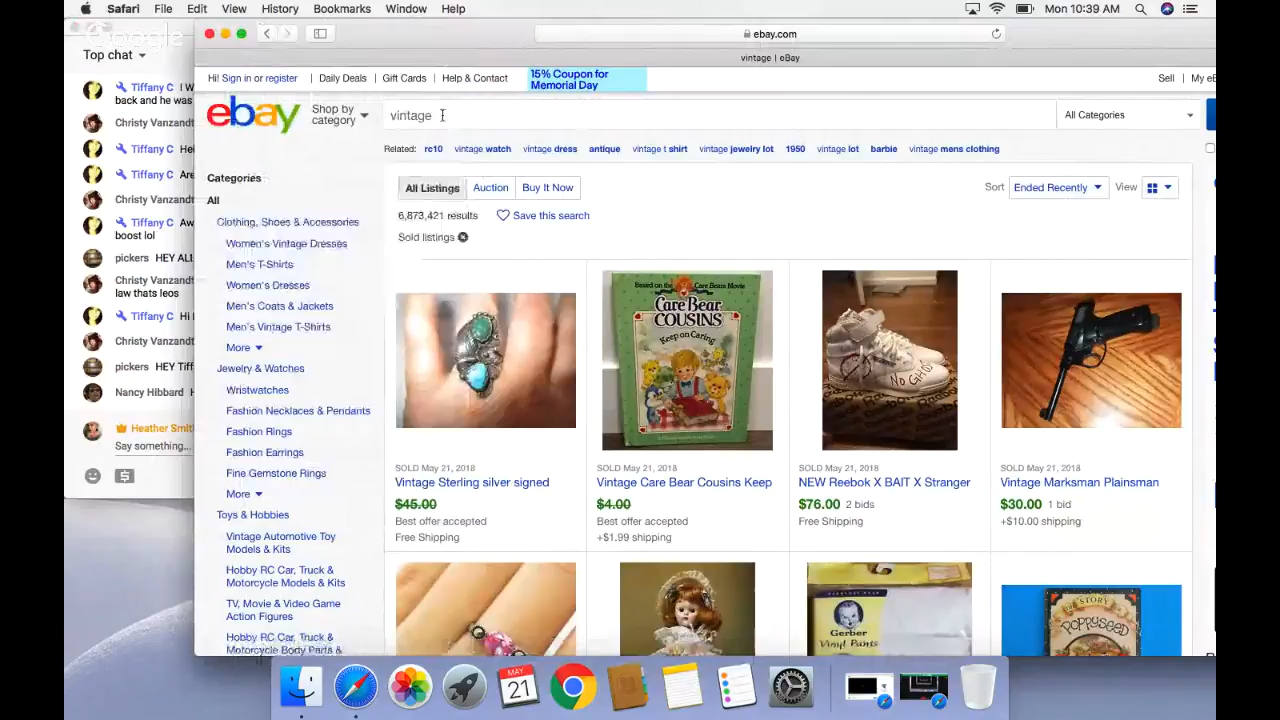 Safari File Edit View History Bookmarks Window Help
Mon 10:39 AM
Google
Top chat
Tiffany C I W
back and he was
Christy Vanzandt
Tiffany C Hel
Tiffany C Are
Christy Vanzandt
Tiffany C Aw
boost lol
pickers HEY ALL
Christy Vanzandt
law thats leos
Tiffany C Hi
Christy Vanzandt
pickers HEY Tiff
Nancy Hibbard H
Heather Smit
Say something...
ebay.com
vintage | eBay
Hi! Sign in or register Daily Deals Gift Cards Help & Contact
15% Coupon for
Memorial Day
Sell My eB
ebay
Shop by
category
vintage
All Categories
Related: rc10 vintage watch vintage dress antique vintage t shirt vintage jewelry lot 1950 vintage lot barbie vintage mens clothing
Categories
All
Clothing, Shoes & Accessories
Women's Vintage Dresses
Men's T-Shirts
Women's Dresses
Men's Coats & Jackets
Men's Vintage T-Shirts
More
Jewelry & Watches
Wristwatches
Fashion Necklaces & Pendants
Fashion Rings
Fashion Earrings
Fine Gemstone Rings
More
Toys & Hobbies
Vintage Automotive Toy
Models & Kits
Hobby RC Car, Truck &
Motorcycle Models & Kits
TV, Movie & Video Game
Action Figures
Hobby RC Car, Truck &
Motorcycle Body Parts &
All Listings Auction Buy It Now
Sort Ended Recently View
6,873,421 results Save this search
Sold listings
Based on the Care Bears Movie
Care Bear
COUSINS
Keep on Caring
NO GHOS
SOLD May 21, 2018
Vintage Sterling silver signed
$45.00
Best offer accepted
Free Shipping
SOLD May 21, 2018
Vintage Care Bear Cousins Keep
$4.00
Best offer accepted
+$1.99 shipping
SOLD May 21, 2018
NEW Reebok X BAIT X Stranger
$76.00 2 bids
Free Shipping
SOLD May 21, 2018
Vintage Marksman Plainsman
$30.00 1 bid
+$10.00 shipping
Gerber
Vinyl Pants
THE STORY
POPPYSEED
MAY
21